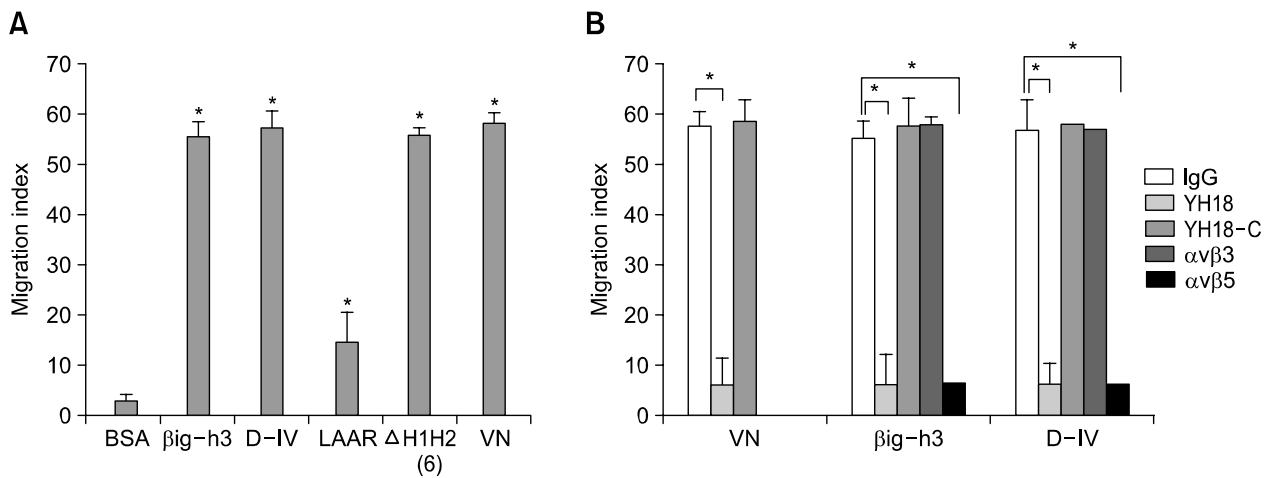 A
Migration index
70
60
50
40
30
20
10
0
* * * * *
BSA βig-h3 D-IV LAAR △H1H2 (6) VN
B
Migration index
70
60
50
40
30
20
10
0
* * * * *
VN βig-h3 D-IV
IgG
YH18
YH18-C
αvβ3
αvβ5